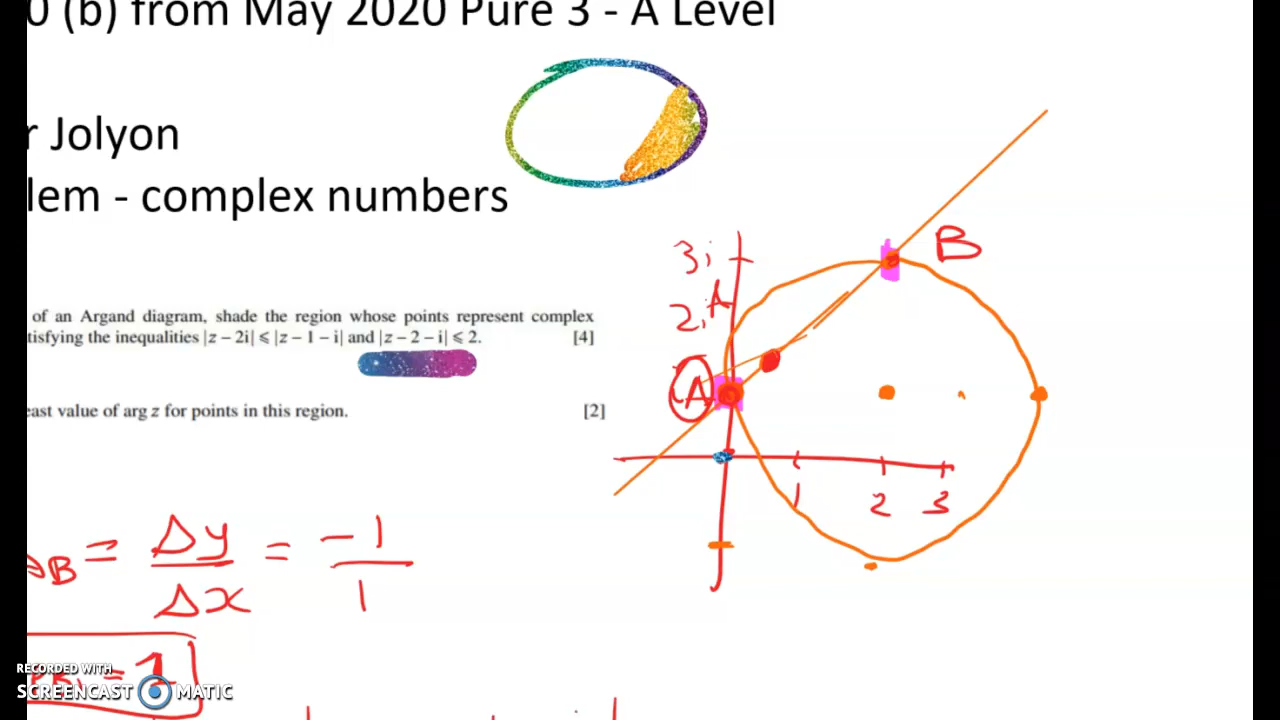 0 (b) from May 2020 Pure 3 - A Level
r Jolyon
lem - complex numbers
of an Argand diagram, shade the region whose points represent complex
tisfying the inequalities |z – 2i| ⩽ |z – 1 – i| and |z – 2 – i| ⩽ 2. [4]
east value of arg z for points in this region. [2]
3i
2i
A
A
B
1
2
3
AB = Δy/Δx = -1/1
= 1
RECORDED WITH
SCREENCAST MATIC